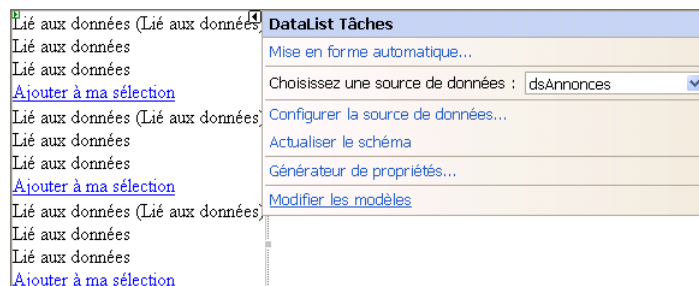 Lié aux données (Lié aux données)
Lié aux données
Lié aux données
Ajouter à ma sélection
Lié aux données (Lié aux données)
Lié aux données
Lié aux données
Ajouter à ma sélection
Lié aux données (Lié aux données)
Lié aux données
Lié aux données
Ajouter à ma sélection
DataList Tâches
Mise en forme automatique...
Choisissez une source de données : dsAnnonces
Configurer la source de données...
Actualiser le schéma
Générateur de propriétés...
Modifier les modèles